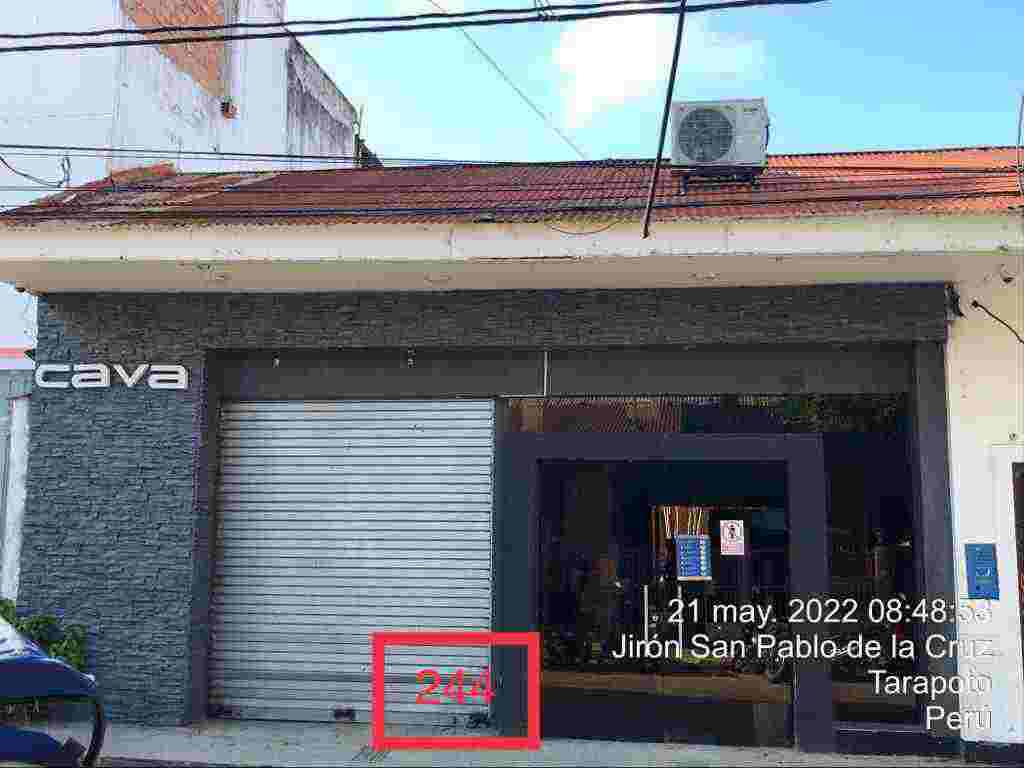 cava
244
21 may. 2022 08:48:53
Jirón San Pablo de la Cruz
Tarapoto
Perú